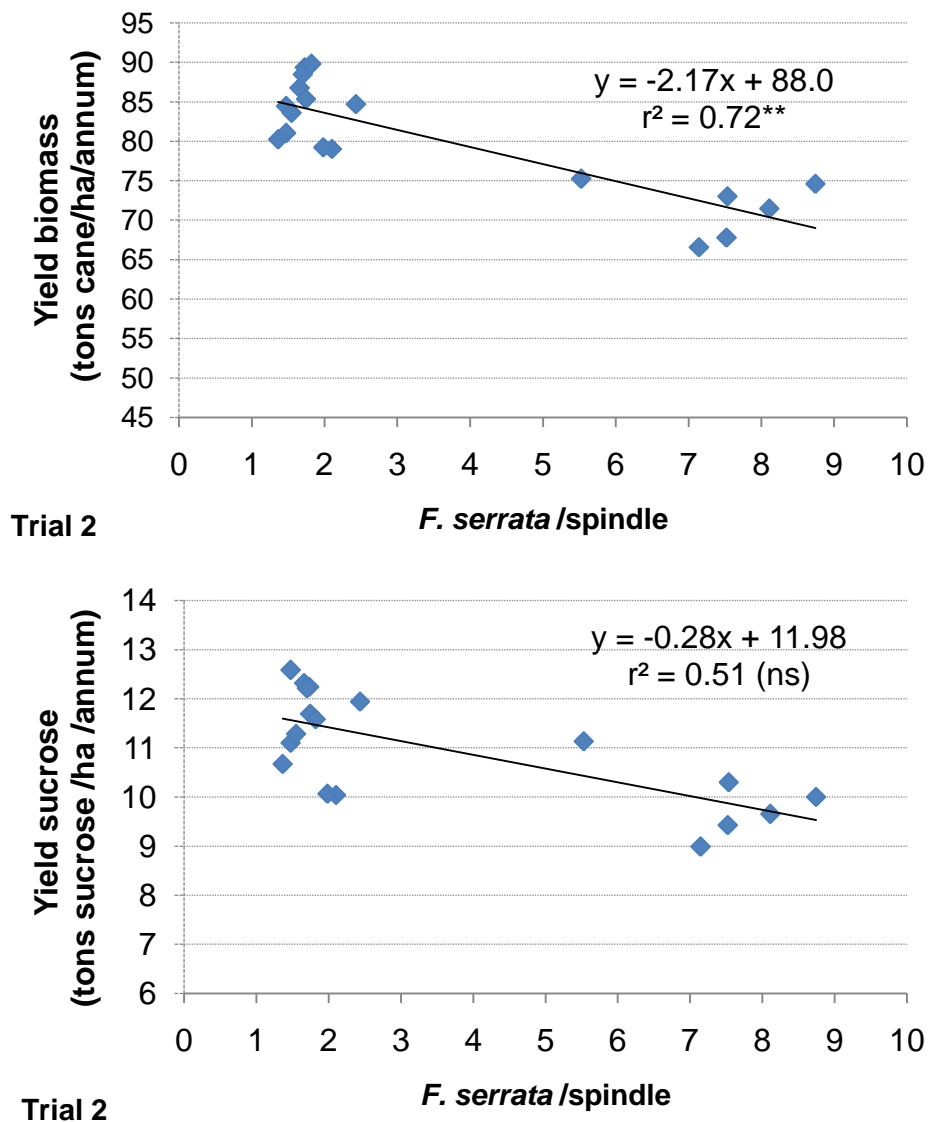 95
90
85
80
75
70
65
60
55
50
45
Yield biomass
(tons cane/ha/annum)
y = -2.17x + 88.0
r² = 0.72**
0 1 2 3 4 5 6 7 8 9 10
F. serrata /spindle
Trial 2
14
13
12
11
10
9
8
7
6
Yield sucrose
(tons sucrose /ha /annum)
y = -0.28x + 11.98
r² = 0.51 (ns)
0 1 2 3 4 5 6 7 8 9 10
F. serrata /spindle
Trial 2